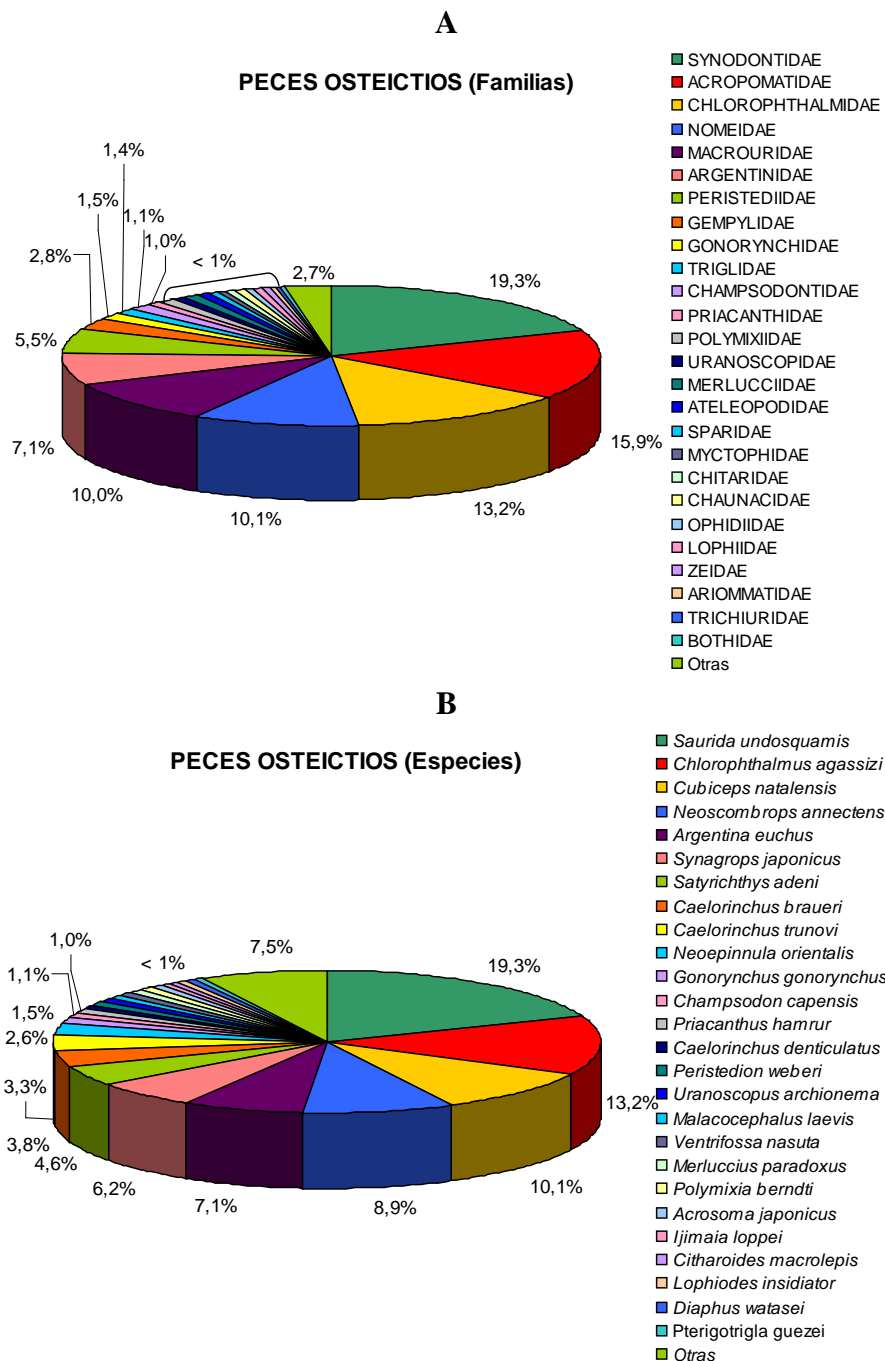 A
PECES OSTEICTIOS (Familias)
1,4%
1,5%
1,1%
1,0%
2,8%
< 1%
2,7%
19,3%
5,5%
7,1%
10,0%
10,1%
13,2%
15,9%
SYNODONTIDAE
ACROPOMATIDAE
CHLOROPHTHALMIDAE
NOMEIDAE
MACROURIDAE
ARGENTINIDAE
PERISTEDIIDAE
GEMPYLIDAE
GONORYNCHIDAE
TRIGLIDAE
CHAMPSODONTIDAE
PRIACANTHIDAE
POLYMIXIIDAE
URANOSCOPIDAE
MERLUCCIIDAE
ATELEOPODIDAE
SPARIDAE
MYCTOPHIDAE
CHITARIDAE
CHAUNACIDAE
OPHIDIIDAE
LOPHIIDAE
ZEIDAE
ARIOMMATIDAE
TRICHIURIDAE
BOTHIDAE
Otras
B
PECES OSTEICTIOS (Especies)
1,0%
1,1%
< 1%
7,5%
19,3%
1,5%
2,6%
3,3%
3,8%
4,6%
6,2%
7,1%
8,9%
10,1%
13,2%
Saurida undosquamis
Chlorophthalmus agassizi
Cubiceps natalensis
Neoscombrops annectens
Argentina euchus
Synagrops japonicus
Satyrichthys adeni
Caelorinchus braueri
Caelorinchus trunovi
Neoepinnula orientalis
Gonorynchus gonorynchus
Champsodon capensis
Priacanthus hamrur
Caelorinchus denticulatus
Peristedion weberi
Uranoscopus archionema
Malacocephalus laevis
Ventrifossa nasuta
Merluccius paradoxus
Polymixia berndti
Acrosoma japonicus
Ijimaia loppei
Citharoides macrolepis
Lophiodes insidiator
Diaphus watasei
Pterigotrigla guezei
Otras